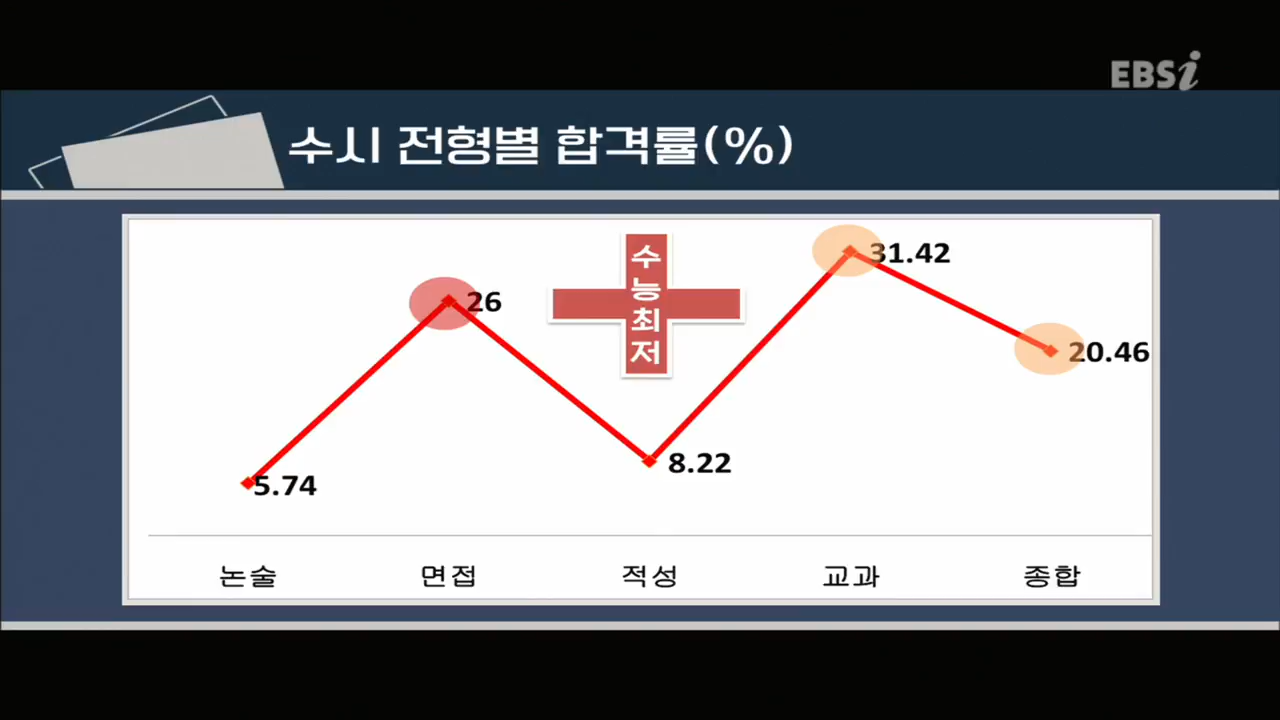 EBSi
수시 전형별 합격률(%)
수능최저
31.42
26
20.46
8.22
5.74
논술 면접 적성 교과 종합